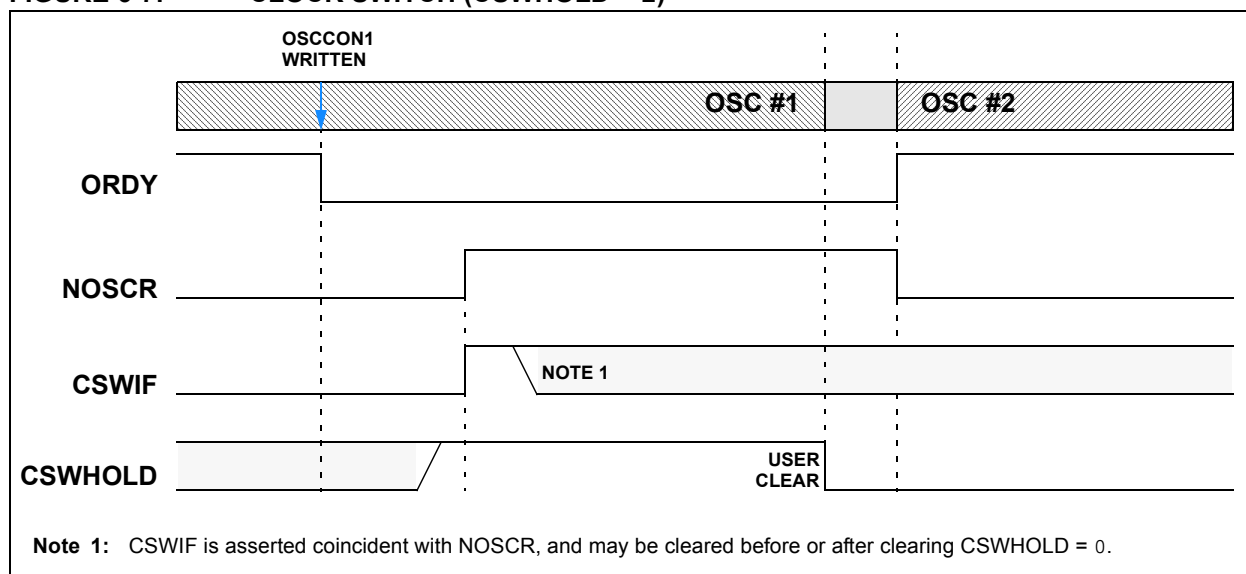 OSCCON1
WRITTEN
OSC #1
OSC #2
ORDY
NOSCR
CSWIF
NOTE 1
CSWHOLD
USER
CLEAR
Note 1: CSWIF is asserted coincident with NOSCR, and may be cleared before or after clearing CSWHOLD = 0.